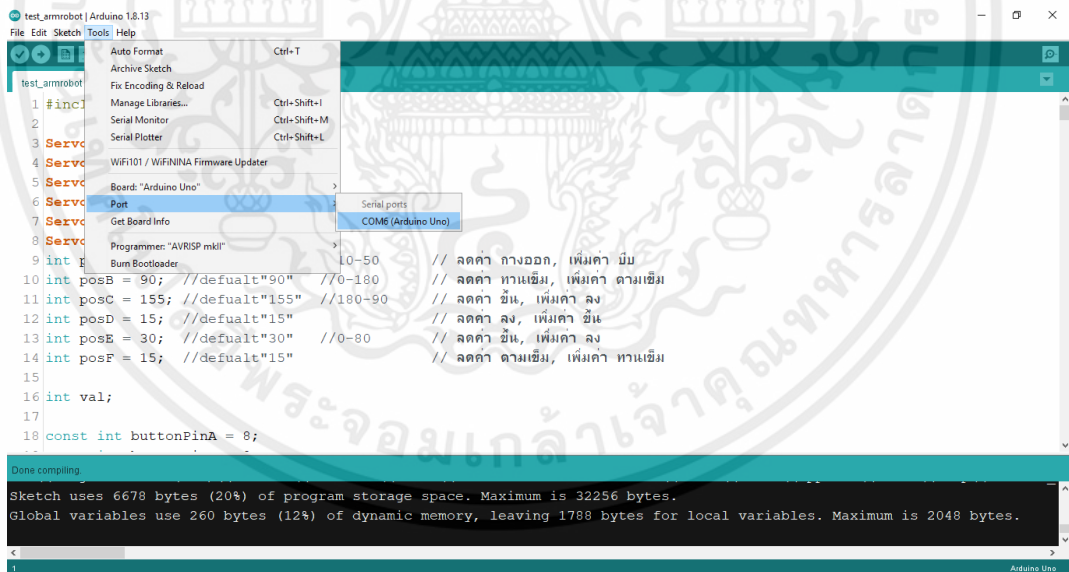 test_armrobot | Arduino 1.8.13
File Edit Sketch Tools Help
test_armrobot
Auto Format Ctrl+T
Archive Sketch
Fix Encoding & Reload
Manage Libraries... Ctrl+Shift+I
Serial Monitor Ctrl+Shift+M
Serial Plotter Ctrl+Shift+L
WiFi101 / WiFiNINA Firmware Updater
Board: "Arduino Uno"
Port
Get Board Info
Programmer: "AVRISP mkII"
Burn Bootloader
Serial ports
COM6 (Arduino Uno)
1 #incl
2
3 Servo
4 Servo
5 Servo
6 Servo
7 Servo
8 Servo
9 int p 10-50 // ลดค่า กางออก, เพิ่มค่า บีบ
10 int posB = 90; //defualt"90" //0-180 // ลดค่า ทวนเข็ม, เพิ่มค่า ตามเข็ม
11 int posC = 155; //defualt"155" //180-90 // ลดค่า ขึ้น, เพิ่มค่า ลง
12 int posD = 15; //defualt"15" // ลดค่า ลง, เพิ่มค่า ขึ้น
13 int posE = 30; //defualt"30" //0-80 // ลดค่า ขึ้น, เพิ่มค่า ลง
14 int posF = 15; //defualt"15" // ลดค่า ตามเข็ม, เพิ่มค่า ทวนเข็ม
15
16 int val;
17
18 const int buttonPinA = 8;
Done compiling.
Sketch uses 6678 bytes (20%) of program storage space. Maximum is 32256 bytes.
Global variables use 260 bytes (12%) of dynamic memory, leaving 1788 bytes for local variables. Maximum is 2048 bytes.
1 Arduino Uno